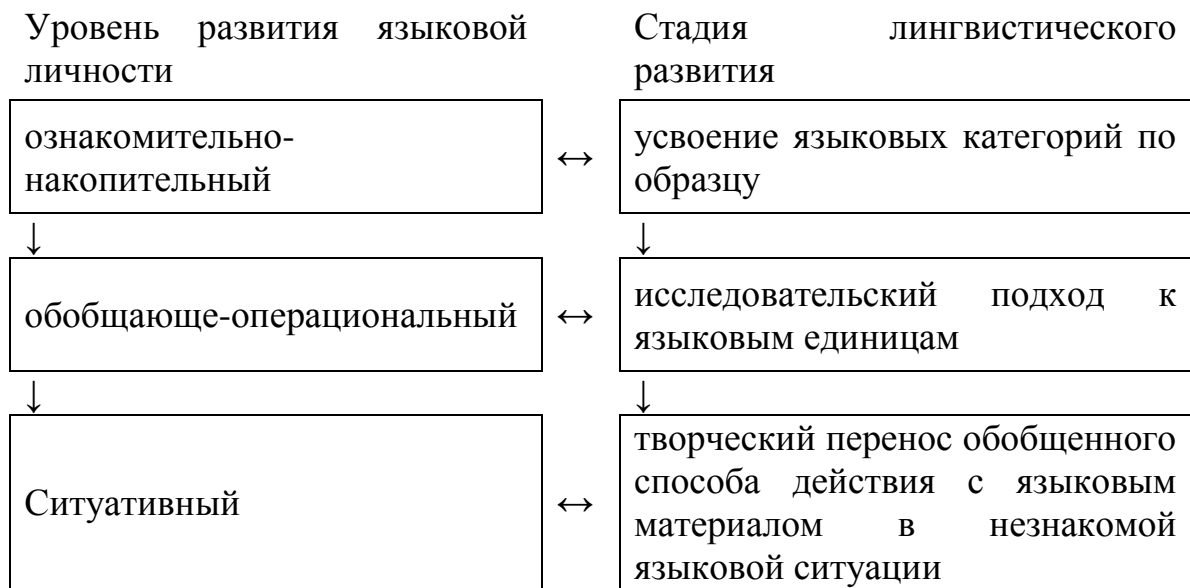 Уровень развития языковой
личности
Стадия лингвистического
развития
ознакомительно-
накопительный
↔
усвоение языковых категорий по
образцу
↓
↓
обобщающе-операциональный
↔
исследовательский подход к
языковым единицам
↓
↓
Ситуативный
↔
творческий перенос обобщенного
способа действия с языковым
материалом в незнакомой
языковой ситуации